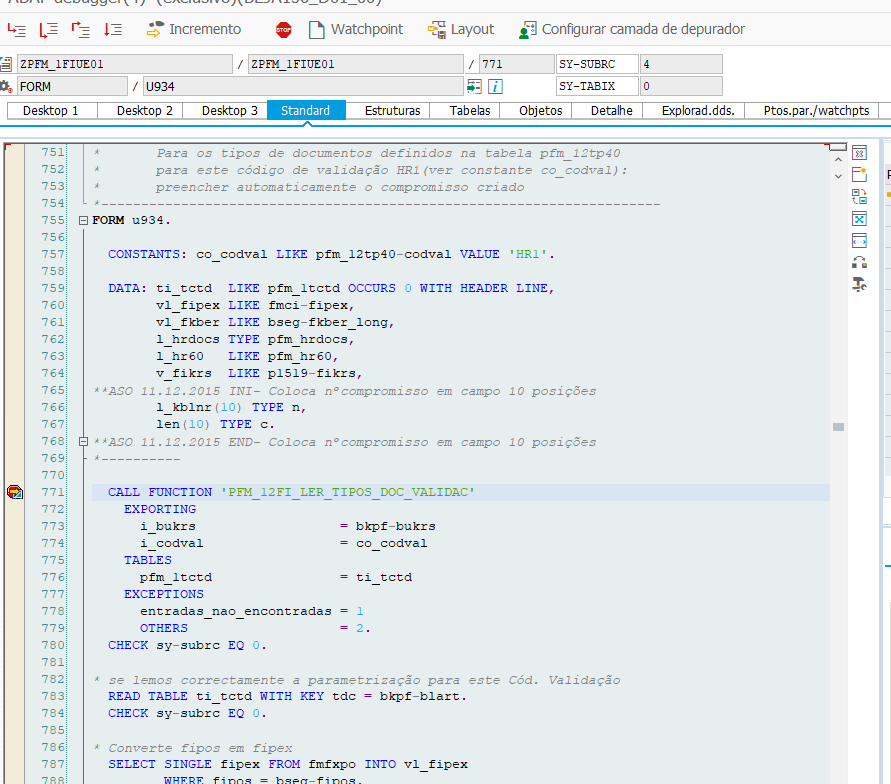 ABAP debugger(4) (exclusivo)(DESA130_D01_00)
Incremento STOP Watchpoint Layout Configurar camada de depurador
ZPFM_1FIUE01 / ZPFM_1FIUE01 / 771 SY-SUBRC 4
FORM / U934 SY-TABIX 0
Desktop 1 Desktop 2 Desktop 3 Standard Estruturas Tabelas Objetos Detalhe Explorad.dds. Ptos.par./watchpts
751 * Para os tipos de documentos definidos na tabela pfm_12tp40
752 * para este código de validação HR1(ver constante co_codval):
753 * preencher automaticamente o compromisso criado
754 *----------------------------------------------------------------------
755 FORM u934.
756
757 CONSTANTS: co_codval LIKE pfm_12tp40-codval VALUE 'HR1'.
758
759 DATA: ti_tctd LIKE pfm_1tctd OCCURS 0 WITH HEADER LINE,
760 vl_fipex LIKE fmci-fipex,
761 vl_fkber LIKE bseg-fkber_long,
762 l_hrdocs TYPE pfm_hrdocs,
763 l_hr60 LIKE pfm_hr60,
764 v_fikrs LIKE p1519-fikrs,
765 **ASO 11.12.2015 INI- Coloca nºcompromisso em campo 10 posições
766 l_kblnr(10) TYPE n,
767 len(10) TYPE c.
768 **ASO 11.12.2015 END- Coloca nºcompromisso em campo 10 posições
769 *----------
770
771 CALL FUNCTION 'PFM_12FI_LER_TIPOS_DOC_VALIDAC'
772 EXPORTING
773 i_bukrs = bkpf-bukrs
774 i_codval = co_codval
775 TABLES
776 pfm_1tctd = ti_tctd
777 EXCEPTIONS
778 entradas_nao_encontradas = 1
779 OTHERS = 2.
780 CHECK sy-subrc EQ 0.
781
782 * se lemos correctamente a parametrização para este Cód. Validação
783 READ TABLE ti_tctd WITH KEY tdc = bkpf-blart.
784 CHECK sy-subrc EQ 0.
785
786 * Converte fipos em fipex
787 SELECT SINGLE fipex FROM fmfxpo INTO vl_fipex
788 WHERE fipos = bseg-fipos.